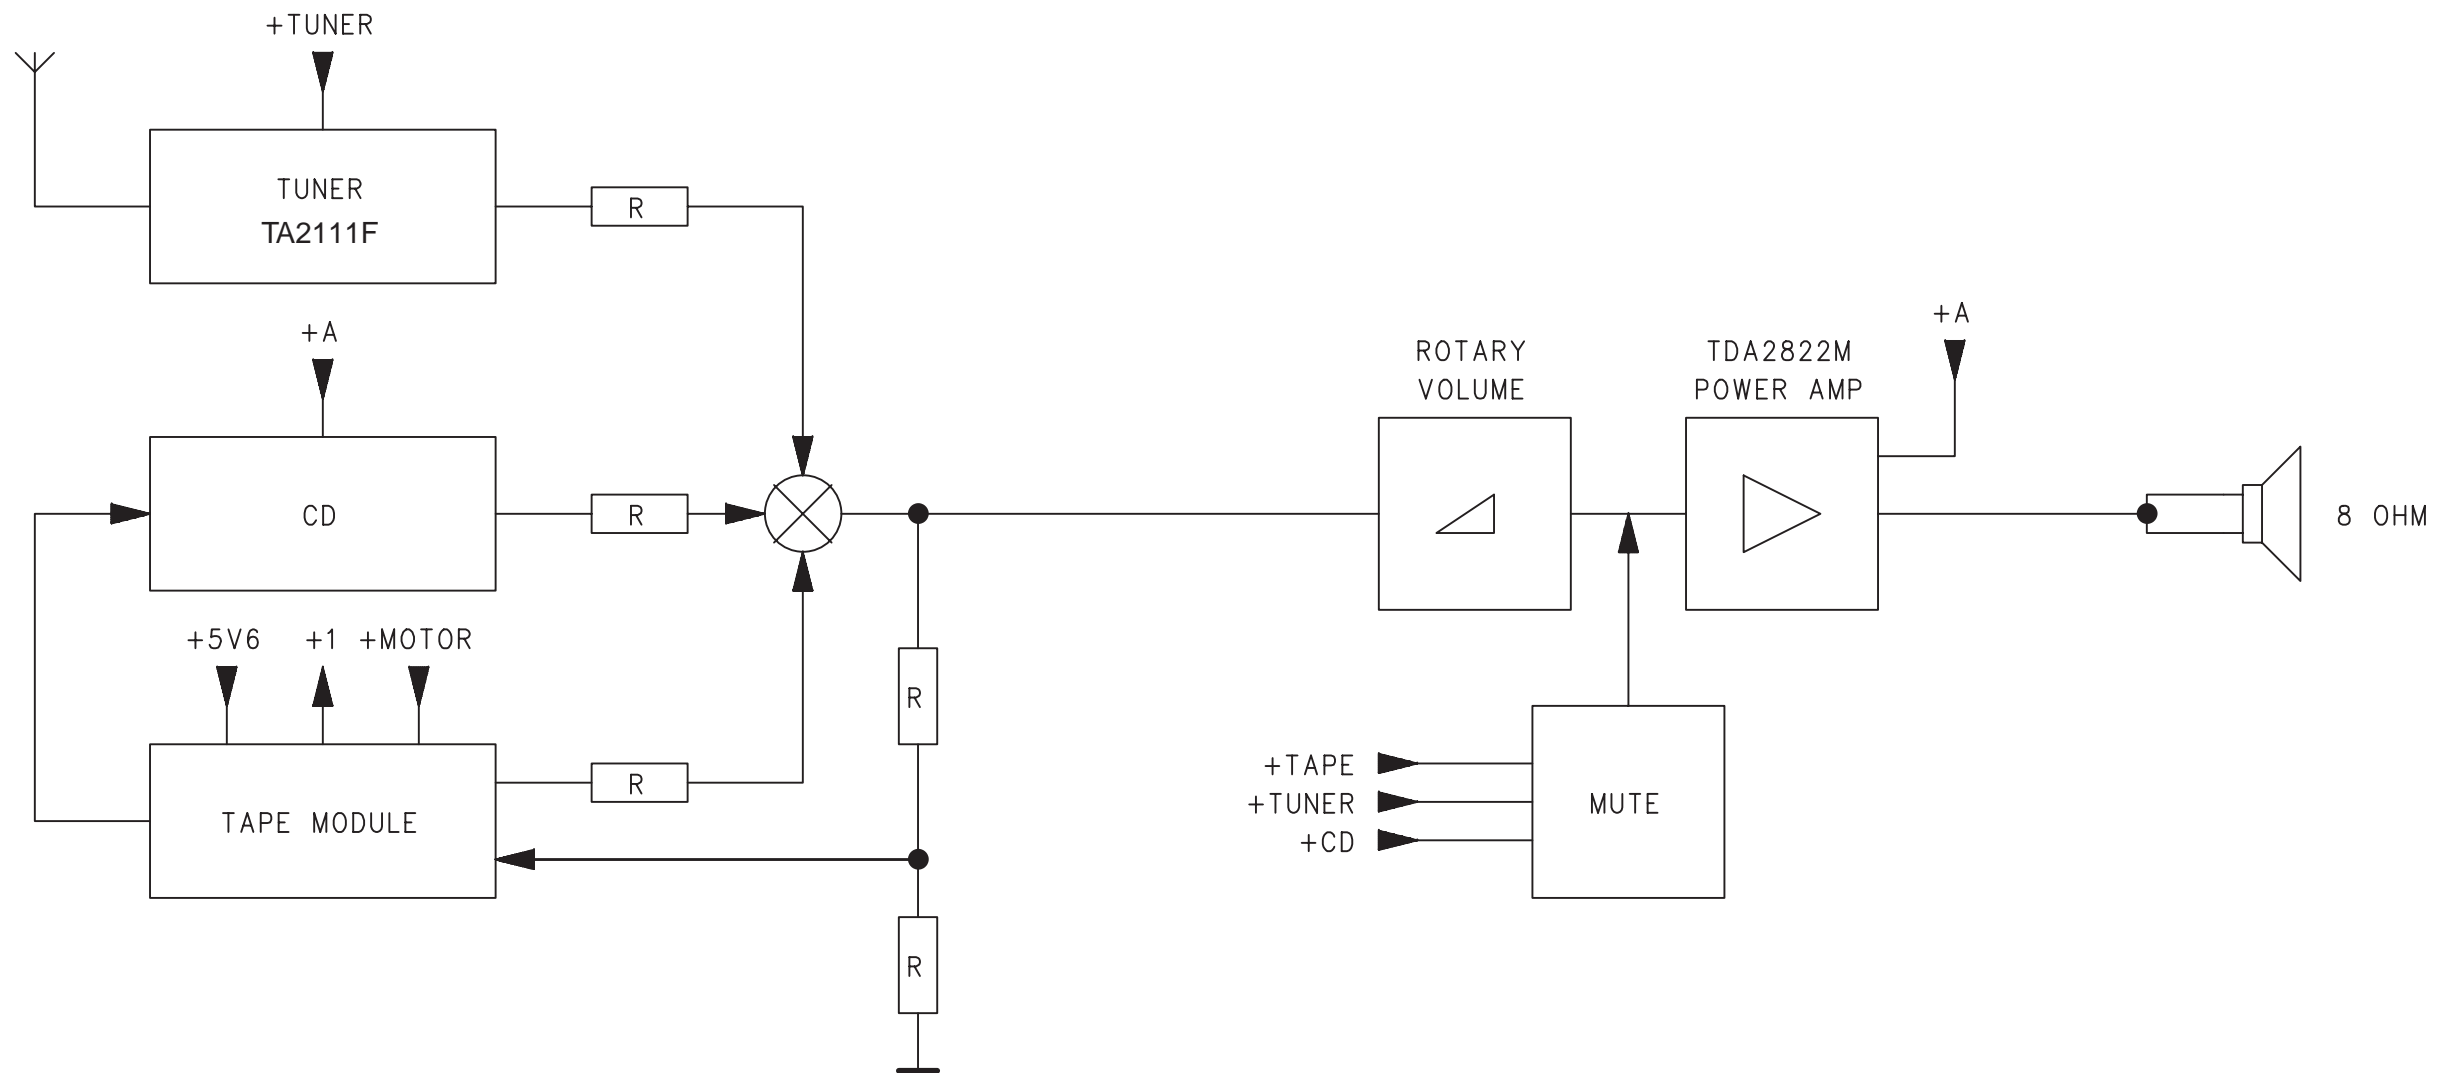 +TUNER
TUNER
TA2111F
R
+A
CD
R
+5V6 +1 +MOTOR
TAPE MODULE
R
R
R
ROTARY
VOLUME
TDA2822M
POWER AMP
+A
8 OHM
+TAPE
+TUNER
+CD
MUTE